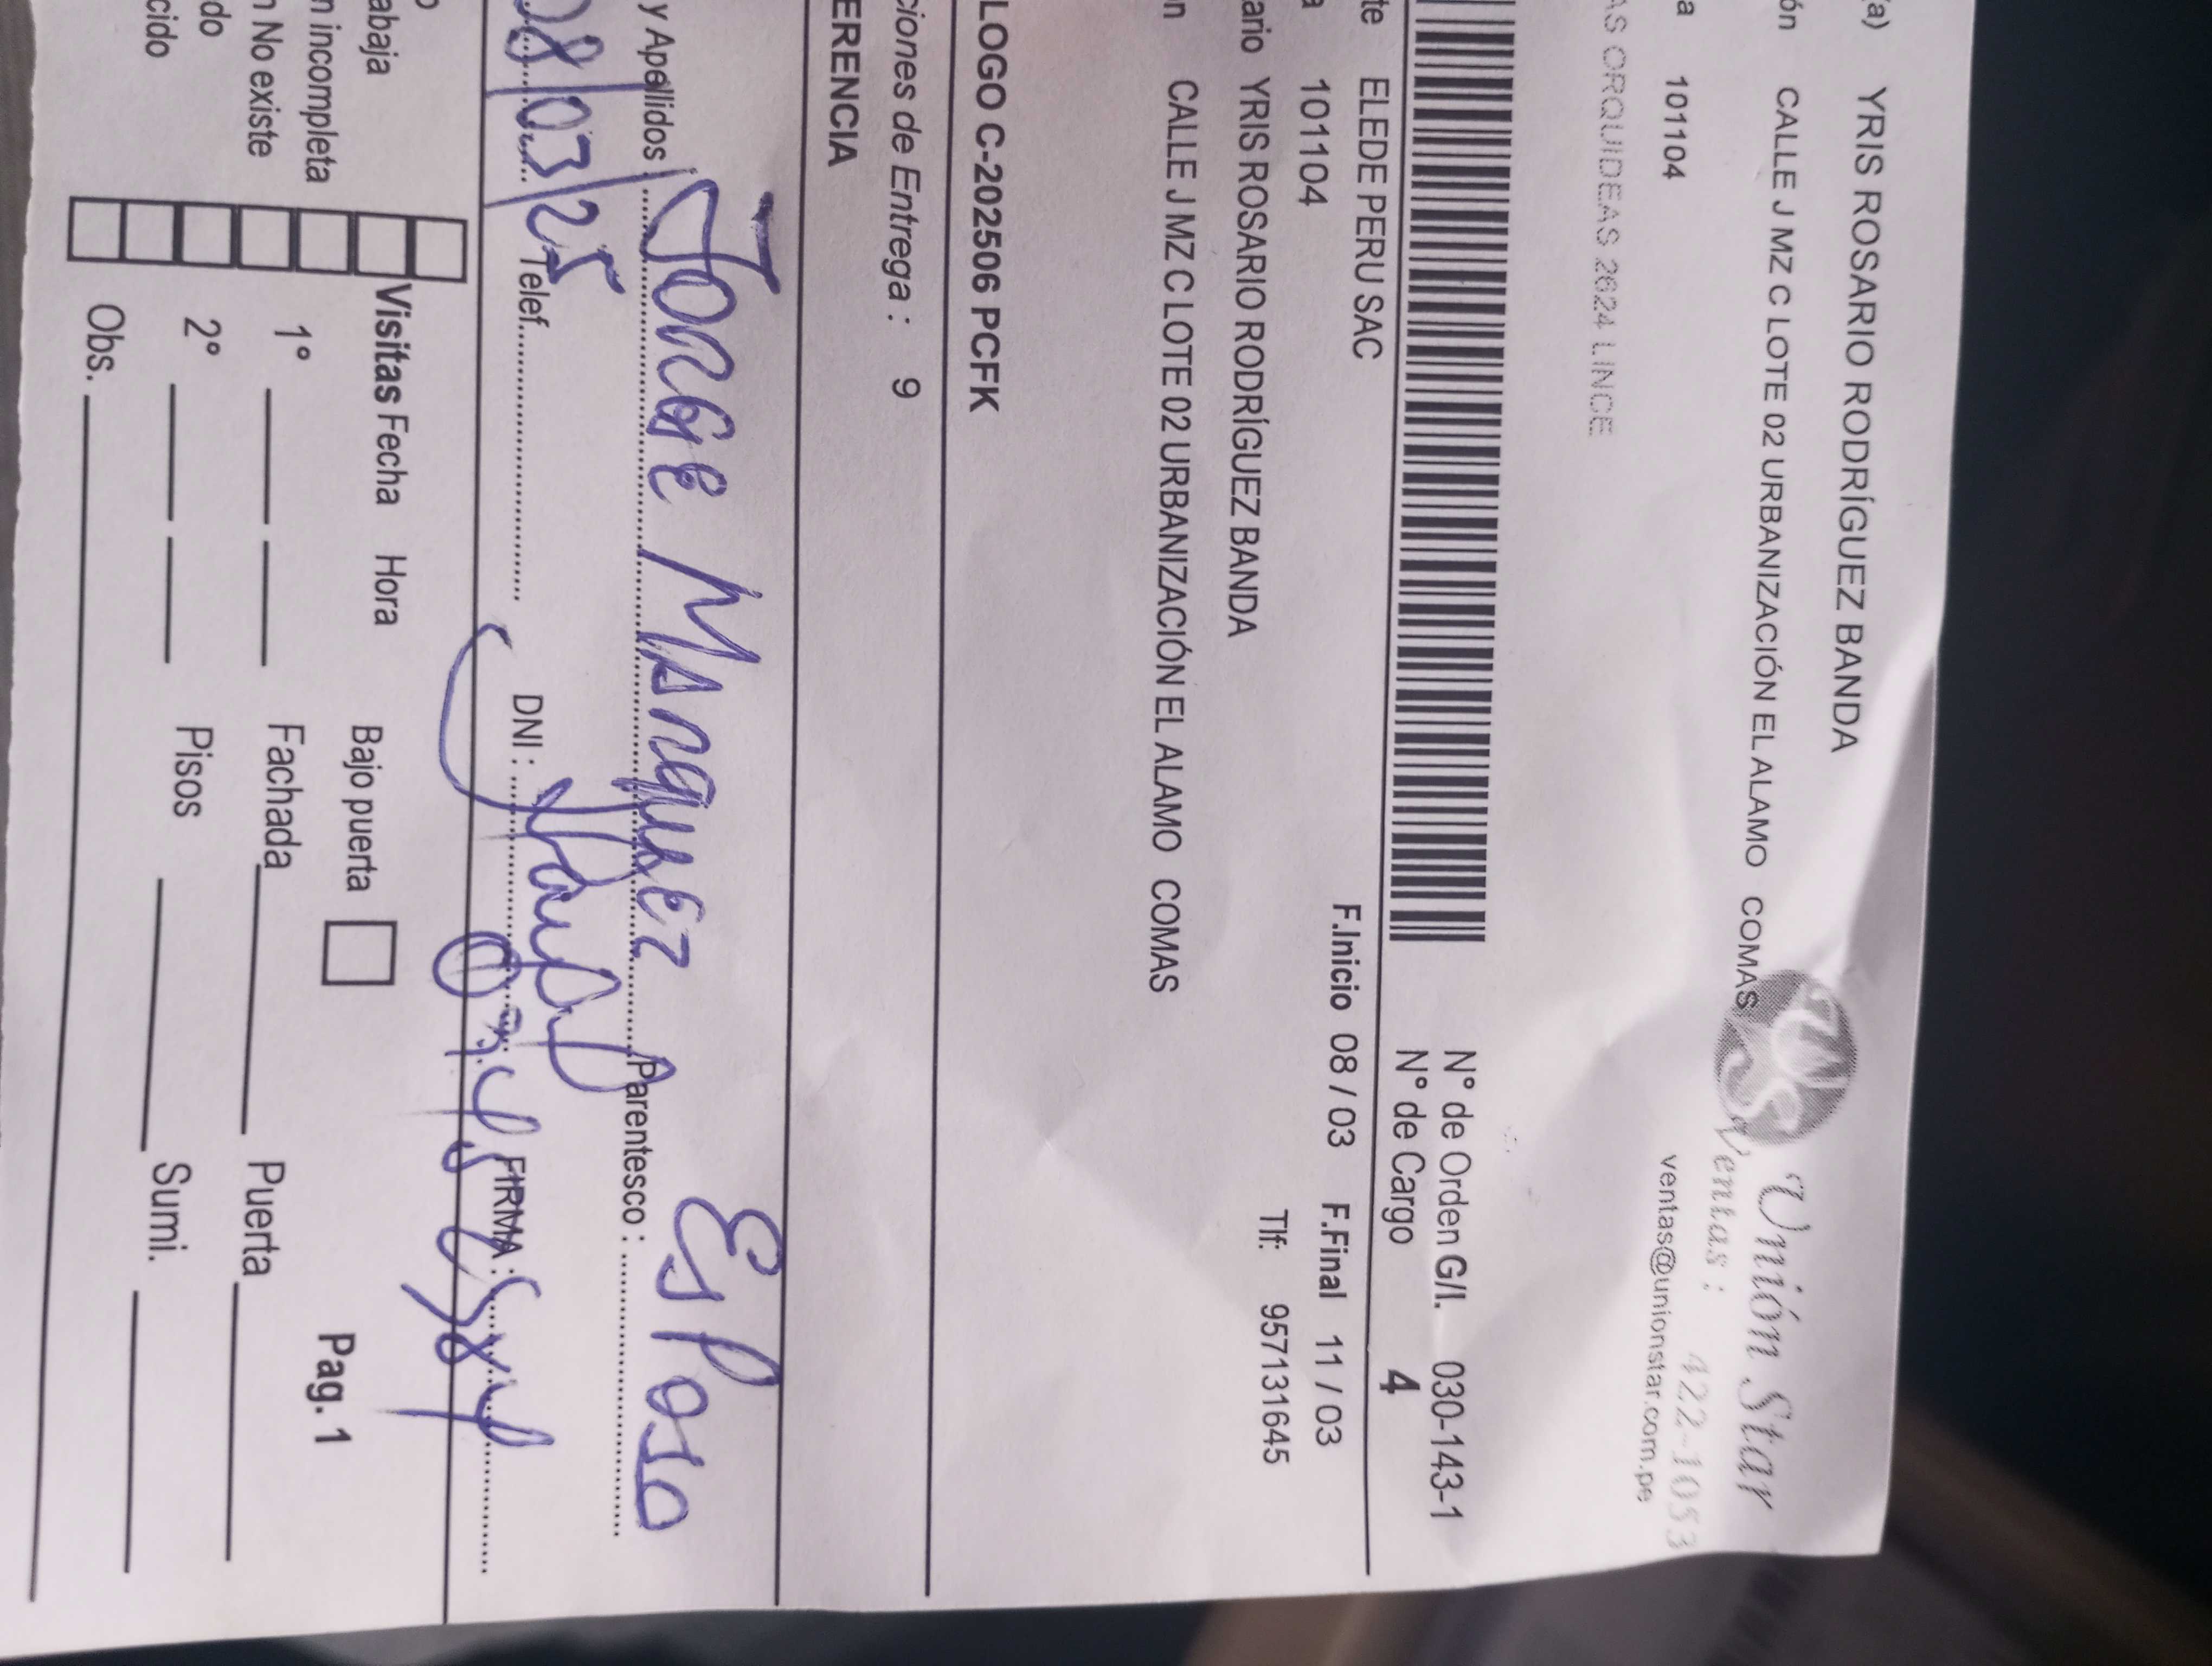 (a) YRIS ROSARIO RODRÍGUEZ BANDA
Unión Star
ón CALLE J MZ C LOTE 02 URBANIZACIÓN EL ALAMO COMAS
Ventas : 422-1053
a 101104
ventas@unionstar.com.pe
AS ORQUIDEAS 2624 LINCE
N° de Orden G/I. 030-143-1
N° de Cargo 4
te ELEDE PERU SAC
a 101104 F.Inicio 08 / 03 F.Final 11 / 03
ario YRIS ROSARIO RODRÍGUEZ BANDA Tlf: 957131645
n CALLE J MZ C LOTE 02 URBANIZACIÓN EL ALAMO COMAS
LOGO C-202506 PCFK
ciones de Entrega : 9
ERENCIA
y Apellidos : Jorge Marquez Parentesco : Esposo
08/03/25 Telef. DNI : FIRMA :
o
abaja Visitas Fecha Hora Bajo puerta Pag. 1
n incompleta
n No existe 1° Fachada Puerta
do 2° Pisos Sumi.
cido Obs.